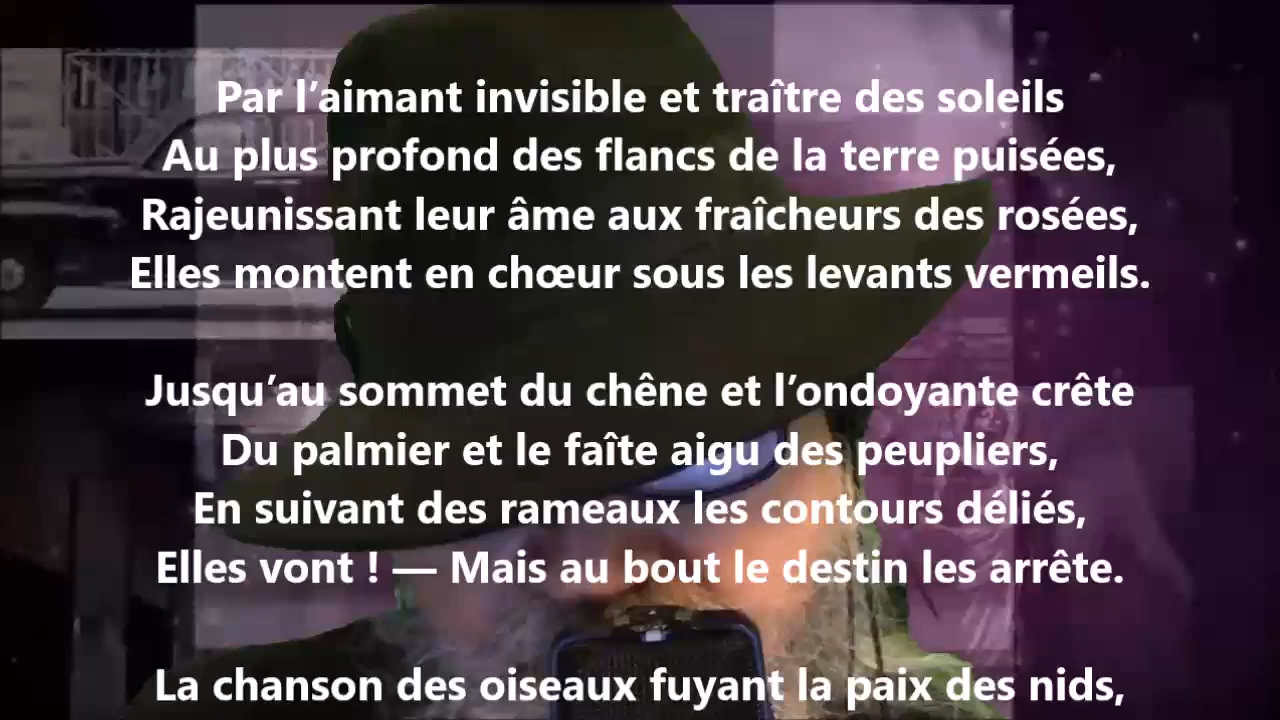 Par l’aimant invisible et traître des soleils
Au plus profond des flancs de la terre puisées,
Rajeunissant leur âme aux fraîcheurs des rosées,
Elles montent en chœur sous les levants vermeils.
Jusqu’au sommet du chêne et l’ondoyante crête
Du palmier et le faîte aigu des peupliers,
En suivant des rameaux les contours déliés,
Elles vont ! — Mais au bout le destin les arrête.
La chanson des oiseaux fuyant la paix des nids,